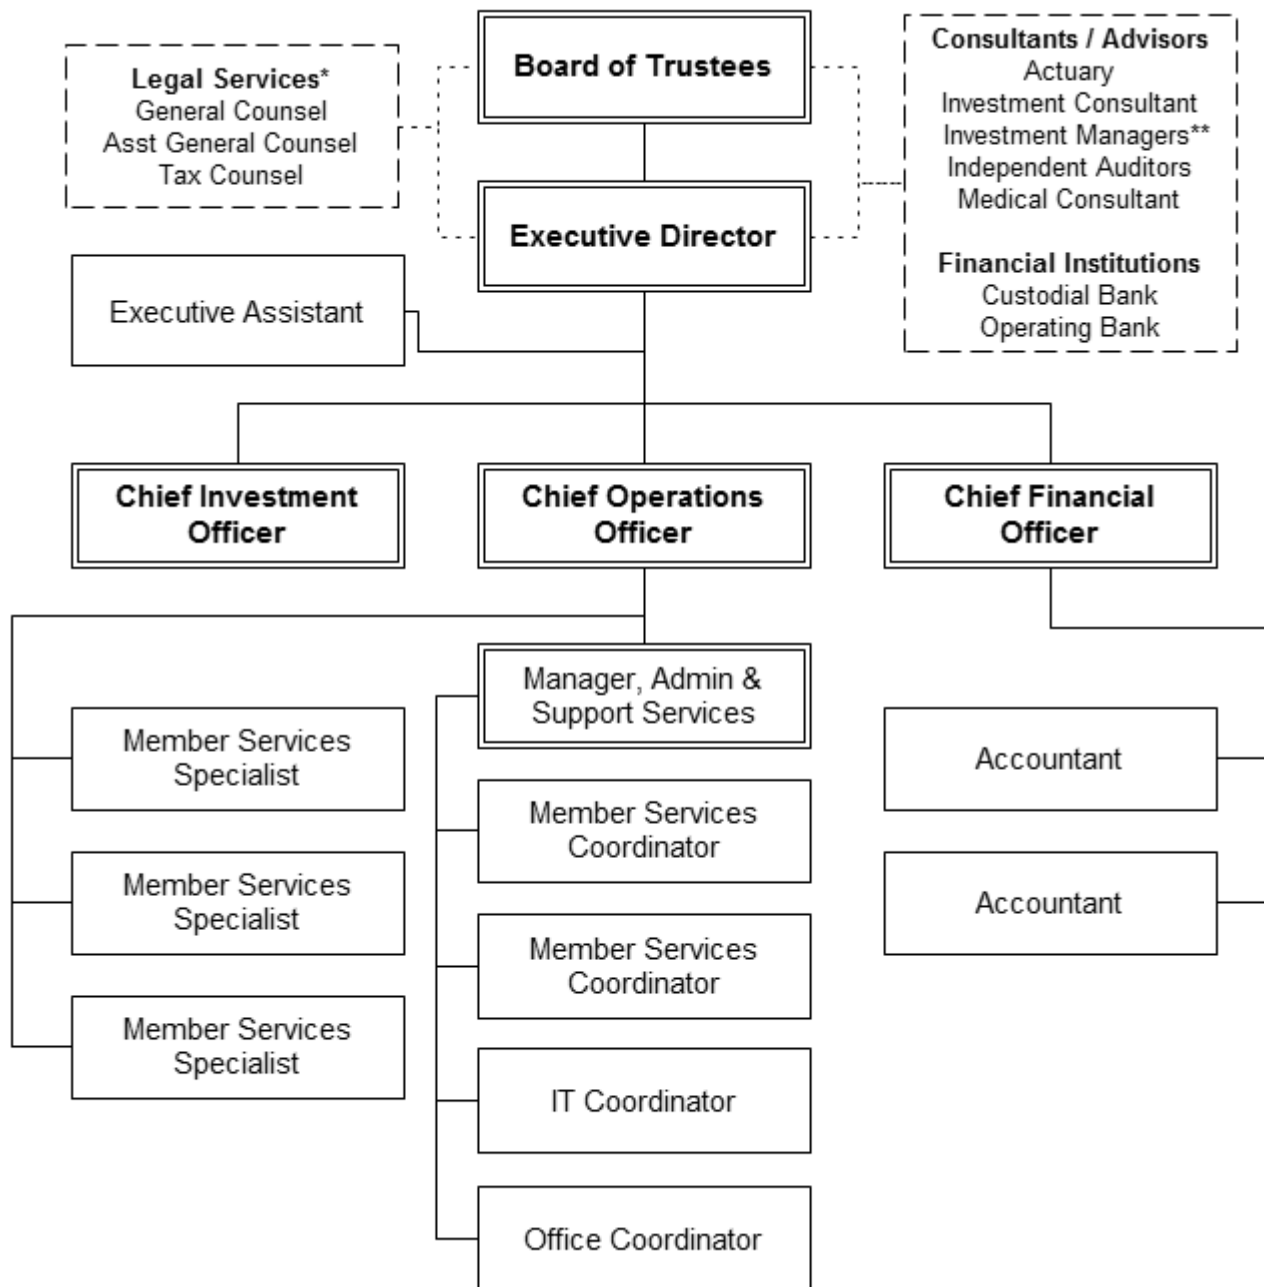 Board of Trustees
Legal Services*
General Counsel
Asst General Counsel
Tax Counsel
Consultants / Advisors
Actuary
Investment Consultant
Investment Managers**
Independent Auditors
Medical Consultant
Financial Institutions
Custodial Bank
Operating Bank
Executive Director
Executive Assistant
Chief Investment
Officer
Chief Operations
Officer
Chief Financial
Officer
Manager, Admin &
Support Services
Member Services
Specialist
Member Services
Specialist
Member Services
Specialist
Member Services
Coordinator
Member Services
Coordinator
IT Coordinator
Office Coordinator
Accountant
Accountant